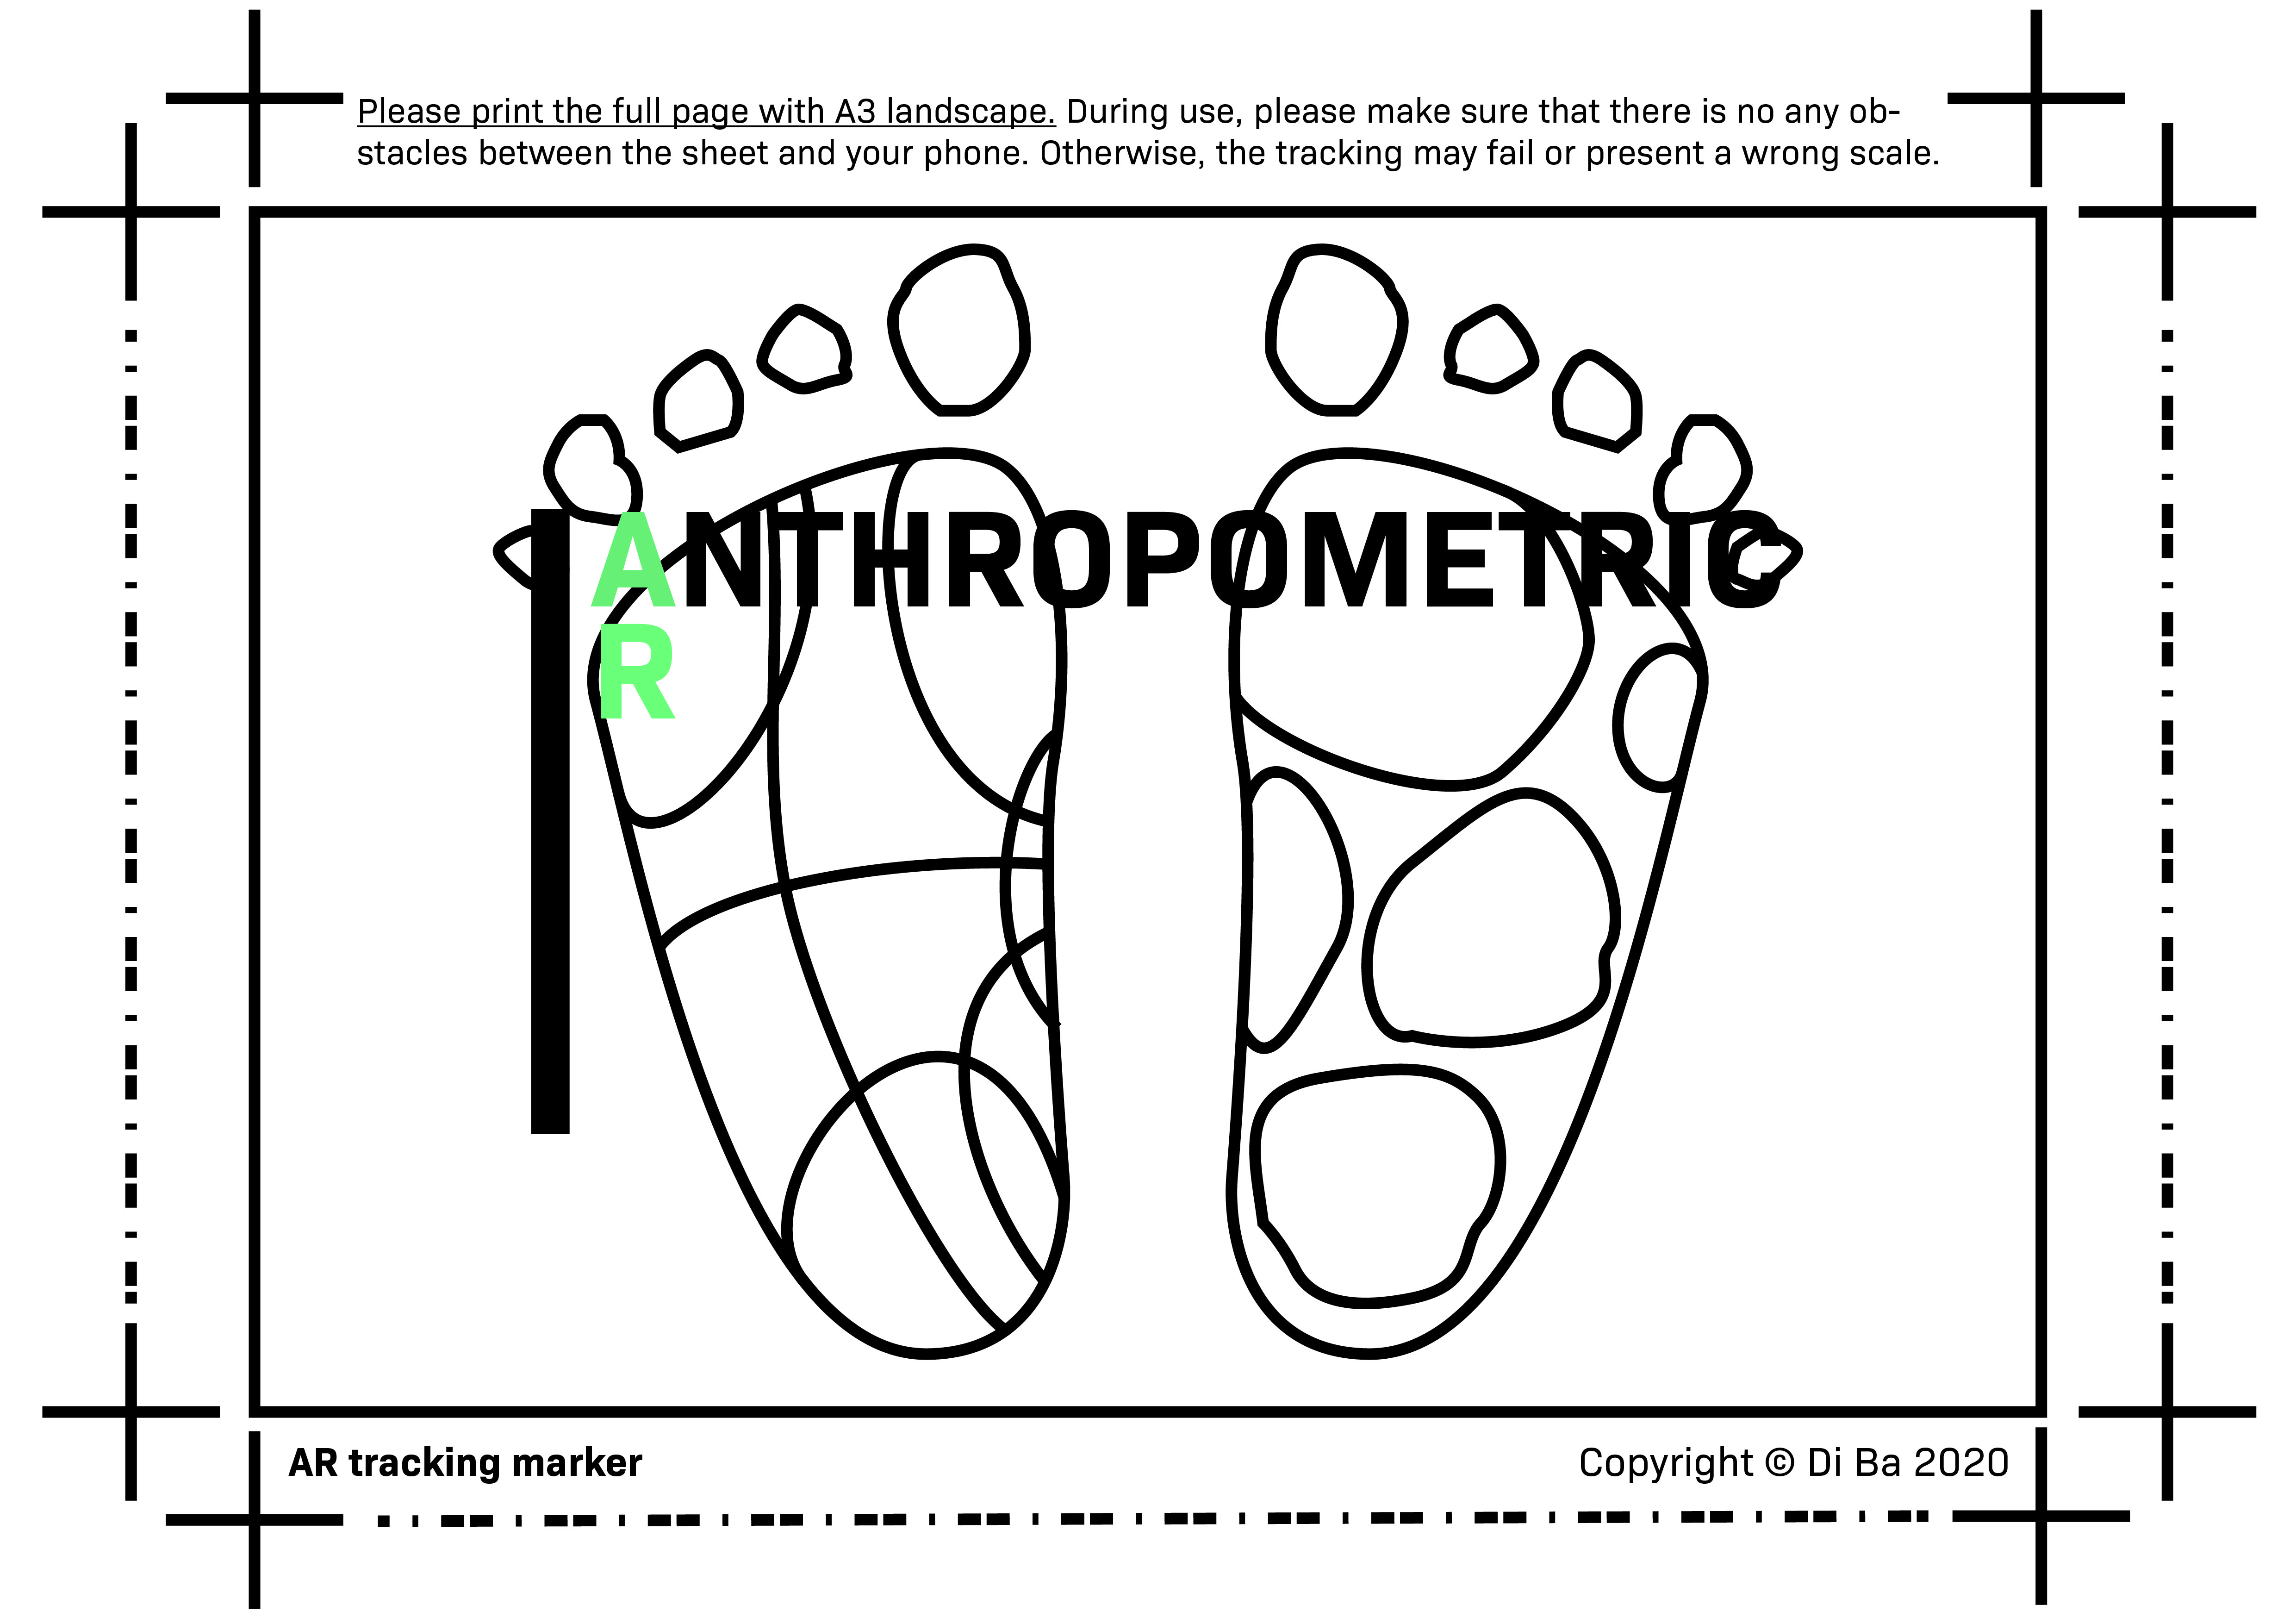 Please print the full page with A3 landscape. During use, please make sure that there is no any ob-
stacles between the sheet and your phone. Otherwise, the tracking may fail or present a wrong scale.
ANTHROPOMETRIC
R
AR tracking marker
Copyright © Di Ba 2020